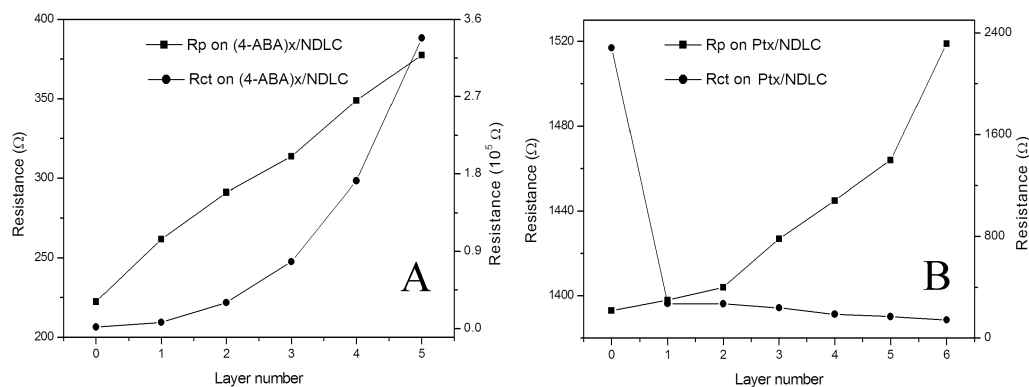 400
350
300
250
200
Resistance (Ω)
Rp on (4-ABA)x/NDLC
Rct on (4-ABA)x/NDLC
A
3.6
2.7
1.8
0.9
0.0
Resistance (10⁵ Ω)
0 1 2 3 4 5
Layer number
1520
1480
1440
1400
Resistance (Ω)
Rp on Ptx/NDLC
Rct on Ptx/NDLC
B
2400
1600
800
0
Resistance (Ω)
0 1 2 3 4 5 6
Layer number